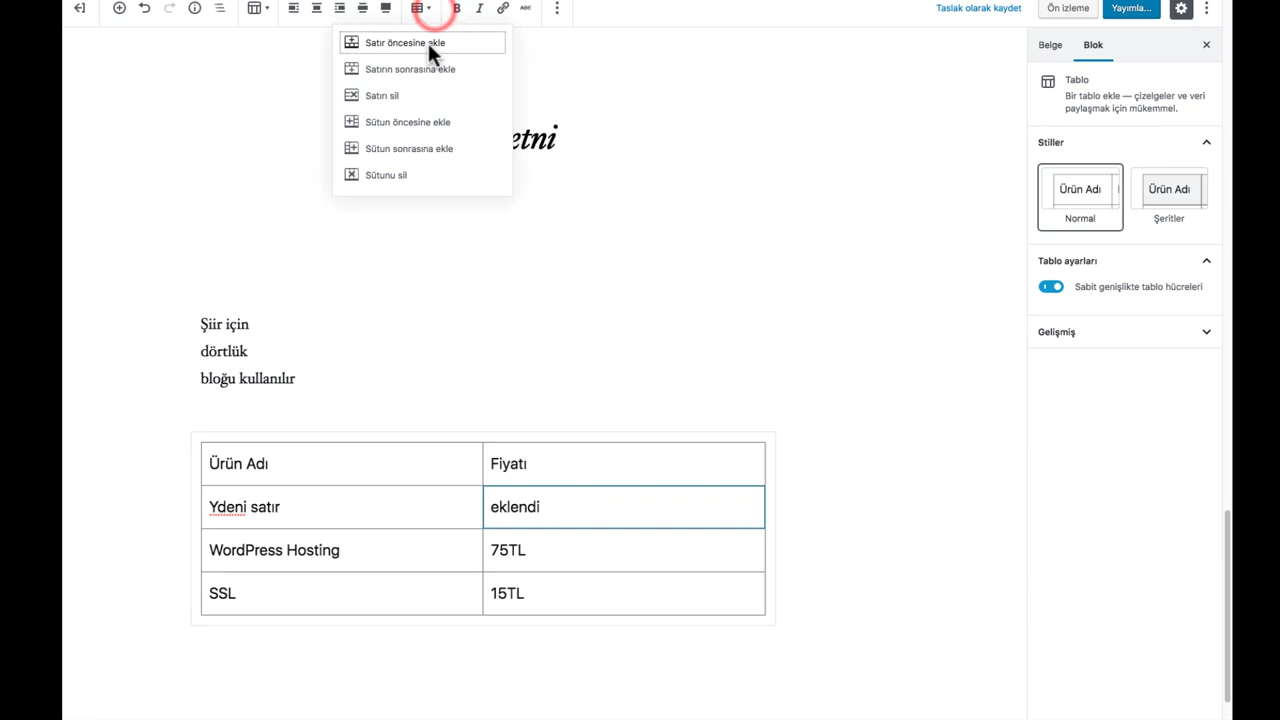 B I ABC
Taslak olarak kaydet
Ön izleme
Yayımla...
Satır öncesine ekle
Satırın sonrasına ekle
Satırı sil
Sütun öncesine ekle
Sütun sonrasına ekle
Sütunu sil
etni
Şiir için
dörtlük
bloğu kullanılır
Ürün Adı Fiyatı
Ydeni satır eklendi
WordPress Hosting 75TL
SSL 15TL
Belge Blok
Tablo
Bir tablo ekle — çizelgeler ve veri
paylaşmak için mükemmel.
Stiller
Ürün Adı Ürün Adı
Normal Şeritler
Tablo ayarları
Sabit genişlikte tablo hücreleri
Gelişmiş